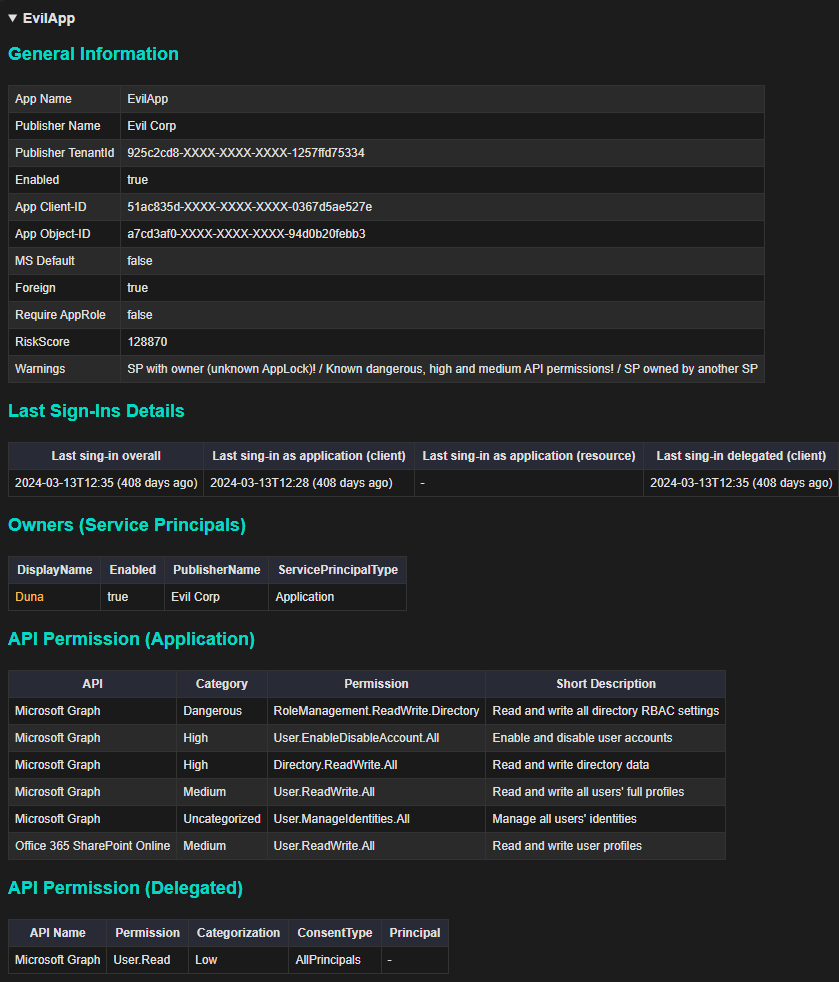 ▼ EvilApp
General Information
App Name EvilApp
Publisher Name Evil Corp
Publisher TenantId 925c2cd8-XXXX-XXXX-XXXX-1257ffd75334
Enabled true
App Client-ID 51ac835d-XXXX-XXXX-XXXX-0367d5ae527e
App Object-ID a7cd3af0-XXXX-XXXX-XXXX-94d0b20febb3
MS Default false
Foreign true
Require AppRole false
RiskScore 128870
Warnings SP with owner (unknown AppLock)! / Known dangerous, high and medium API permissions! / SP owned by another SP
Last Sign-Ins Details
Last sing-in overall Last sing-in as application (client) Last sing-in as application (resource) Last sing-in delegated (client)
2024-03-13T12:35 (408 days ago) 2024-03-13T12:28 (408 days ago) - 2024-03-13T12:35 (408 days ago)
Owners (Service Principals)
DisplayName Enabled PublisherName ServicePrincipalType
Duna true Evil Corp Application
API Permission (Application)
API Category Permission Short Description
Microsoft Graph Dangerous RoleManagement.ReadWrite.Directory Read and write all directory RBAC settings
Microsoft Graph High User.EnableDisableAccount.All Enable and disable user accounts
Microsoft Graph High Directory.ReadWrite.All Read and write directory data
Microsoft Graph Medium User.ReadWrite.All Read and write all users' full profiles
Microsoft Graph Uncategorized User.ManageIdentities.All Manage all users' identities
Office 365 SharePoint Online Medium User.ReadWrite.All Read and write user profiles
API Permission (Delegated)
API Name Permission Categorization ConsentType Principal
Microsoft Graph User.Read Low AllPrincipals -